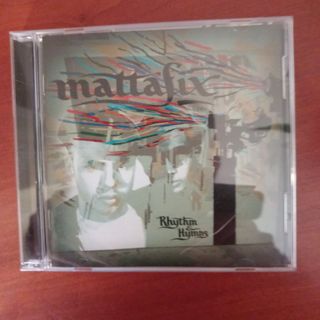 mattafix
Rhythm
& Hymns